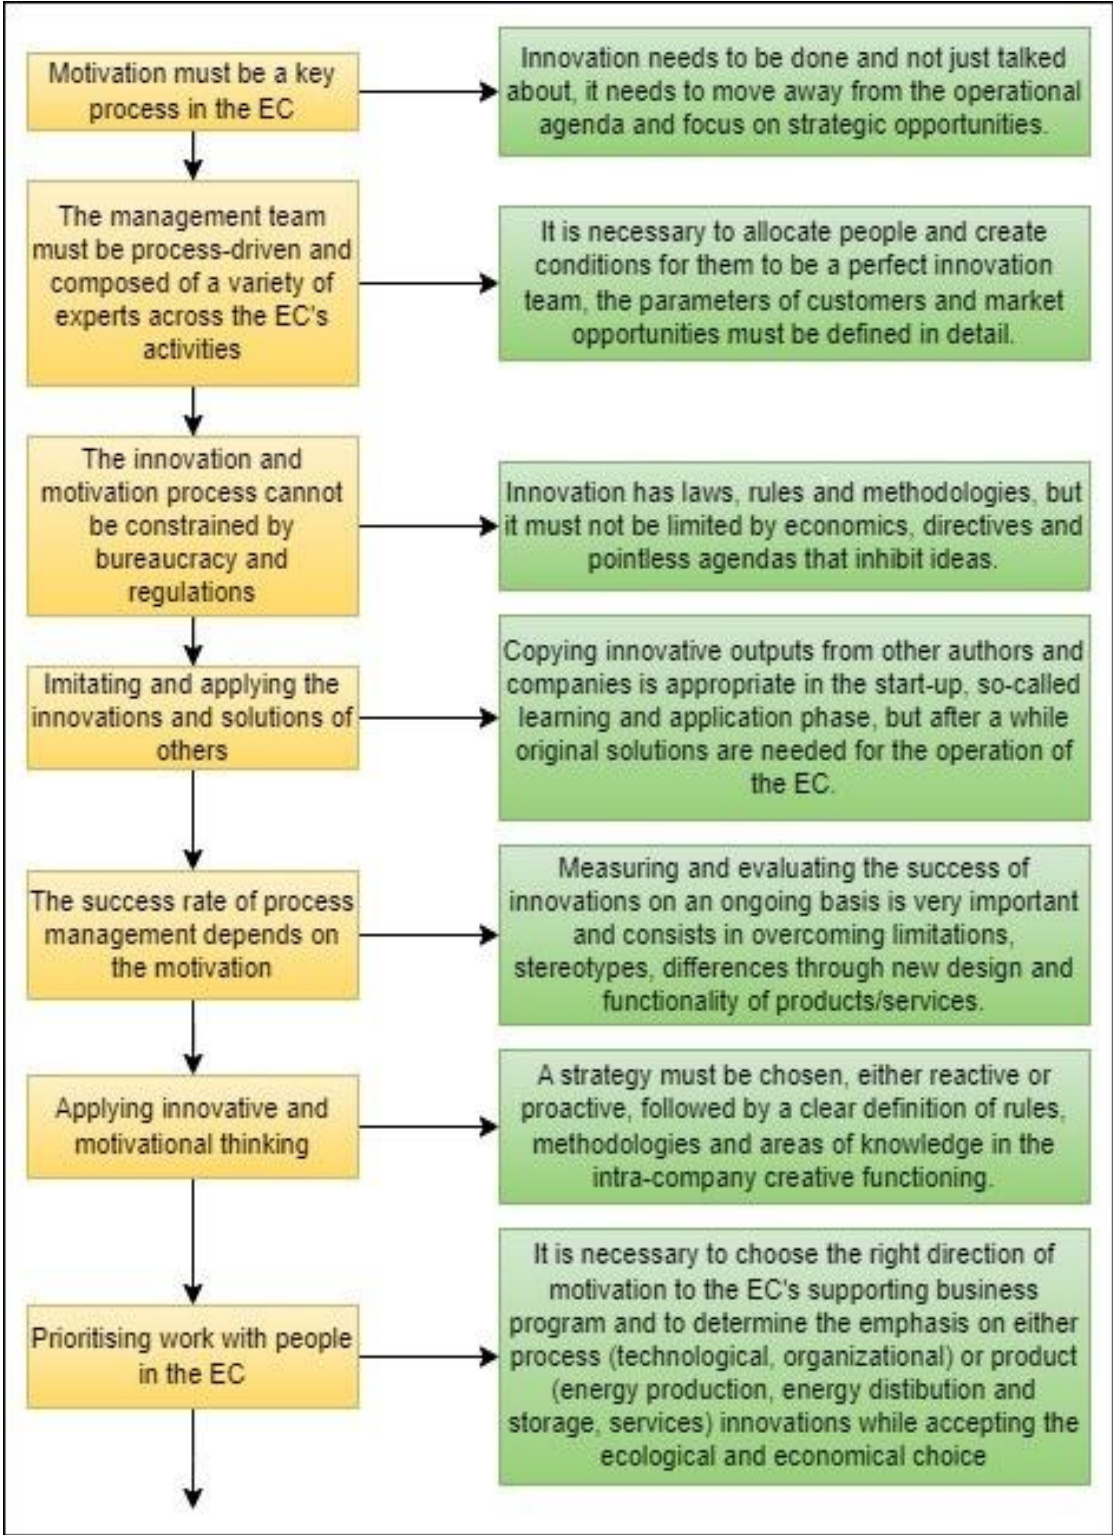 Motivation must be a key
process in the EC
Innovation needs to be done and not just talked
about, it needs to move away from the operational
agenda and focus on strategic opportunities.
The management team
must be process-driven and
composed of a variety of
experts across the EC's
activities
It is necessary to allocate people and create
conditions for them to be a perfect innovation
team, the parameters of customers and market
opportunities must be defined in detail.
The innovation and
motivation process cannot
be constrained by
bureaucracy and
regulations
Innovation has laws, rules and methodologies, but
it must not be limited by economics, directives and
pointless agendas that inhibit ideas.
Imitating and applying the
innovations and solutions of
others
Copying innovative outputs from other authors and
companies is appropriate in the start-up, so-called
learning and application phase, but after a while
original solutions are needed for the operation of
the EC.
The success rate of process
management depends on
the motivation
Measuring and evaluating the success of
innovations on an ongoing basis is very important
and consists in overcoming limitations,
stereotypes, differences through new design and
functionality of products/services.
Applying innovative and
motivational thinking
A strategy must be chosen, either reactive or
proactive, followed by a clear definition of rules,
methodologies and areas of knowledge in the
intra-company creative functioning.
Prioritising work with people
in the EC
It is necessary to choose the right direction of
motivation to the EC's supporting business
program and to determine the emphasis on either
process (technological, organizational) or product
(energy production, energy distibution and
storage, services) innovations while accepting the
ecological and economical choice